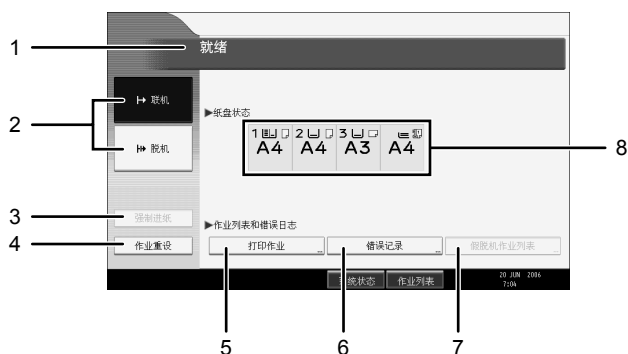 就绪
1
联机
2
脱机
纸盘状态
1 2 3
A4 A4 A3 A4
8
3
强制进纸
4
作业重设
作业列表和错误日志
打印作业 错误记录 假脱机作业列表
系统状态 作业列表
20 JUN 2006
7:04
5 6 7